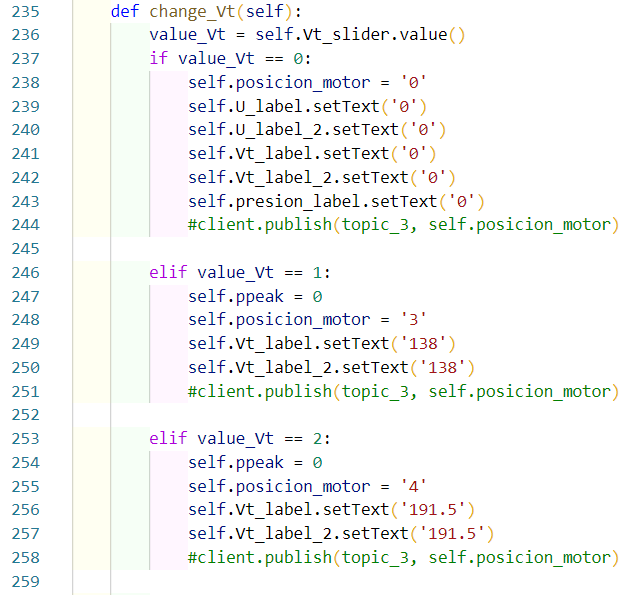 235 def change_Vt(self):
236 value_Vt = self.Vt_slider.value()
237 if value_Vt == 0:
238 self.posicion_motor = '0'
239 self.U_label.setText('0')
240 self.U_label_2.setText('0')
241 self.Vt_label.setText('0')
242 self.Vt_label_2.setText('0')
243 self.presion_label.setText('0')
244 #client.publish(topic_3, self.posicion_motor)
245
246 elif value_Vt == 1:
247 self.ppeak = 0
248 self.posicion_motor = '3'
249 self.Vt_label.setText('138')
250 self.Vt_label_2.setText('138')
251 #client.publish(topic_3, self.posicion_motor)
252
253 elif value_Vt == 2:
254 self.ppeak = 0
255 self.posicion_motor = '4'
256 self.Vt_label.setText('191.5')
257 self.Vt_label_2.setText('191.5')
258 #client.publish(topic_3, self.posicion_motor)
259